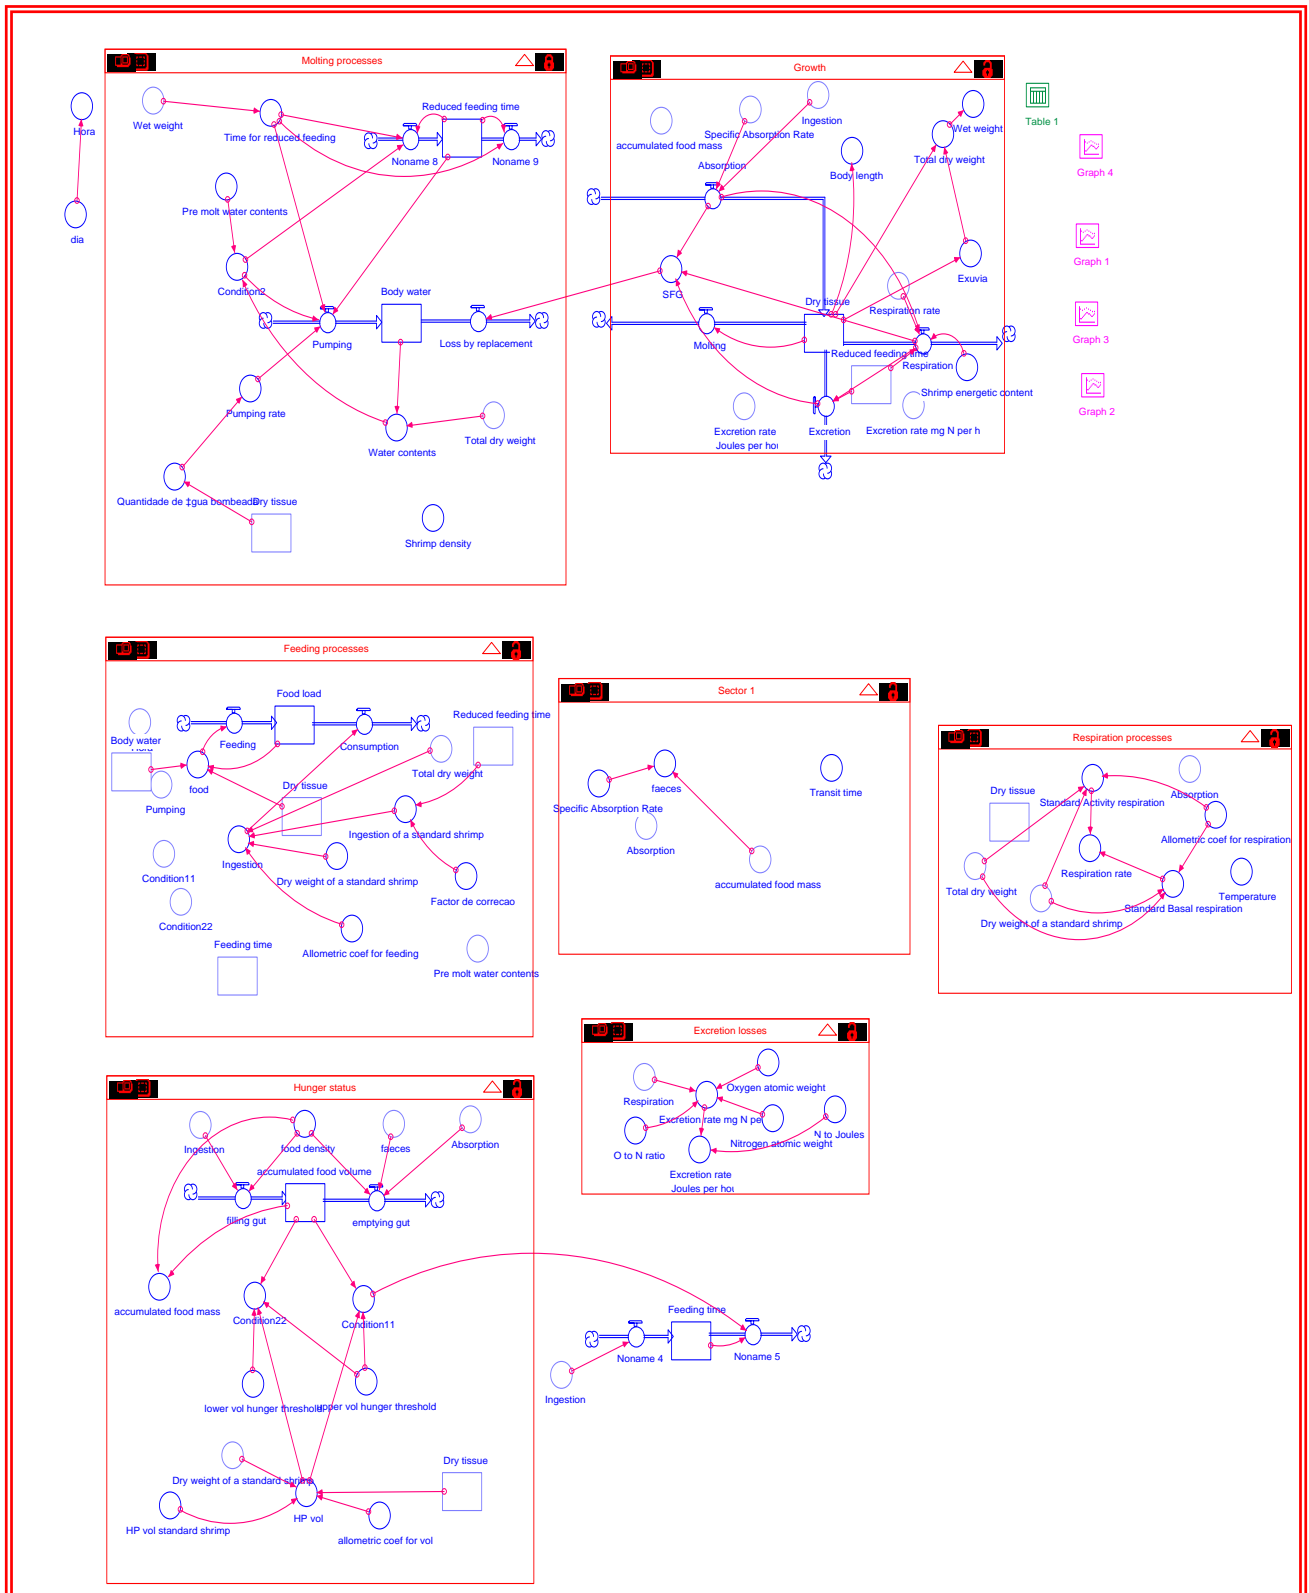 Molting processes
Wet weight
Time for reduced feeding
Reduced feeding time
Noname 8
Noname 9
Hora
dia
Pre molt water contents
Condition2
Body water
Pumping
Loss by replacement
Pumping rate
Water contents
Total dry weight
Quantidade de ‡gua bombeada
Dry tissue
Shrimp density
Growth
accumulated food mass
Specific Absorption Rate
Ingestion
Absorption
Body length
Wet weight
Total dry weight
SFG
Exuvia
Dry tissue
Respiration rate
Molting
Reduced feeding time
Respiration
Shrimp energetic content
Excretion rate
Joules per hou
Excretion
Excretion rate mg N per h
Table 1
Graph 4
Graph 1
Graph 3
Graph 2
Feeding processes
Food load
Feeding
Consumption
Reduced feeding time
Body water
Hora
Pumping
food
Dry tissue
Total dry weight
Ingestion of a standard shrimp
Ingestion
Condition11
Dry weight of a standard shrimp
Factor de correcao
Condition22
Feeding time
Allometric coef for feeding
Pre molt water contents
Sector 1
Specific Absorption Rate
faeces
Transit time
Absorption
accumulated food mass
Respiration processes
Dry tissue
Standard Activity respiration
Absorption
Allometric coef for respiration
Respiration rate
Total dry weight
Temperature
Standard Basal respiration
Dry weight of a standard shrimp
Excretion losses
Respiration
Oxygen atomic weight
Excretion rate mg N pe
Nitrogen atomic weight
N to Joules
O to N ratio
Excretion rate
Joules per hou
Hunger status
Ingestion
food density
faeces
Absorption
accumulated food volume
filling gut
emptying gut
accumulated food mass
Condition22
Condition11
lower vol hunger threshold
upper vol hunger threshold
Dry weight of a standard shrimp
Dry tissue
HP vol standard shrimp
HP vol
allometric coef for vol
Feeding time
Noname 4
Noname 5
Ingestion